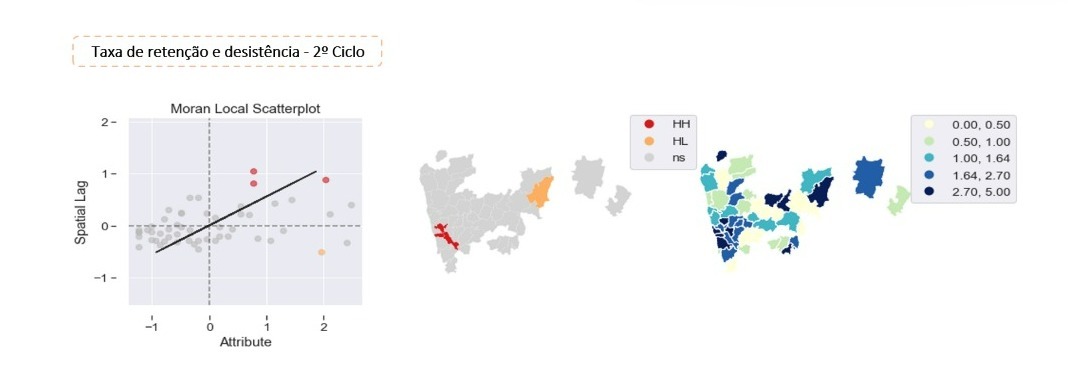 Taxa de retenção e desistência - 2º Ciclo
Moran Local Scatterplot
2
1
0
−1
Spatial Lag
−1
0
1
2
Attribute
HH
HL
ns
0.00, 0.50
0.50, 1.00
1.00, 1.64
1.64, 2.70
2.70, 5.00